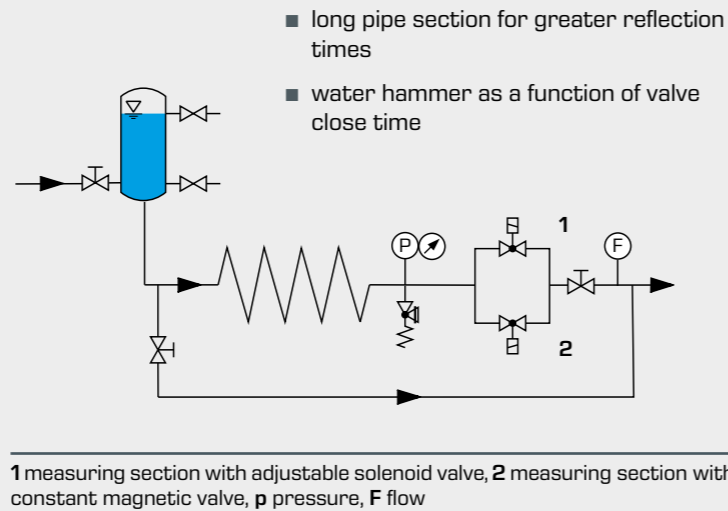 ■ long pipe section for greater reflection
times
■ water hammer as a function of valve
close time
P
1
F
2
1 measuring section with adjustable solenoid valve, 2 measuring section with
constant magnetic valve, p pressure, F flow